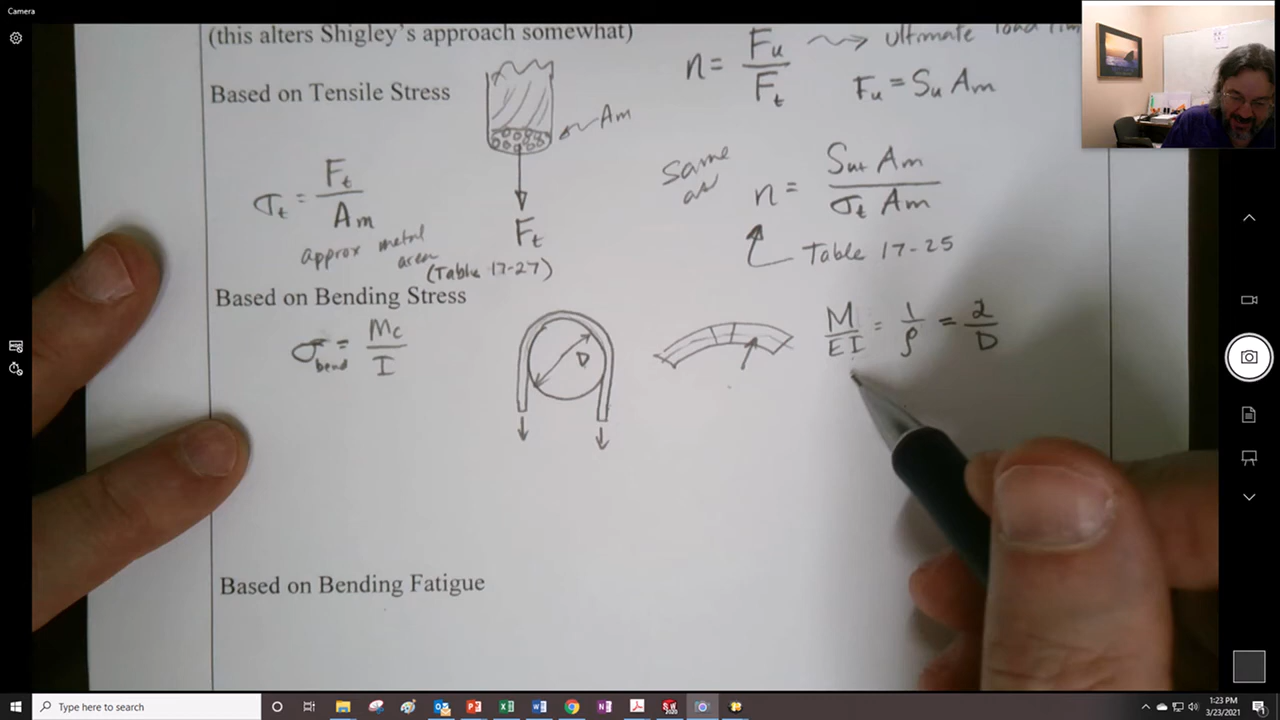 Camera
(this alters Shigley's approach somewhat)
n = Fu / Ft ⟿ ultimate load
Fu = Su Am
Based on Tensile Stress
Am
σt = Ft / Am
approx metal area
(Table 17-27)
Ft
same as n = Sut Am / σt Am
Table 17-25
Based on Bending Stress
σbend = Mc / I
D
M / EI = 1 / ρ = 2 / D
Based on Bending Fatigue
Type here to search
1:23 PM
3/23/2021